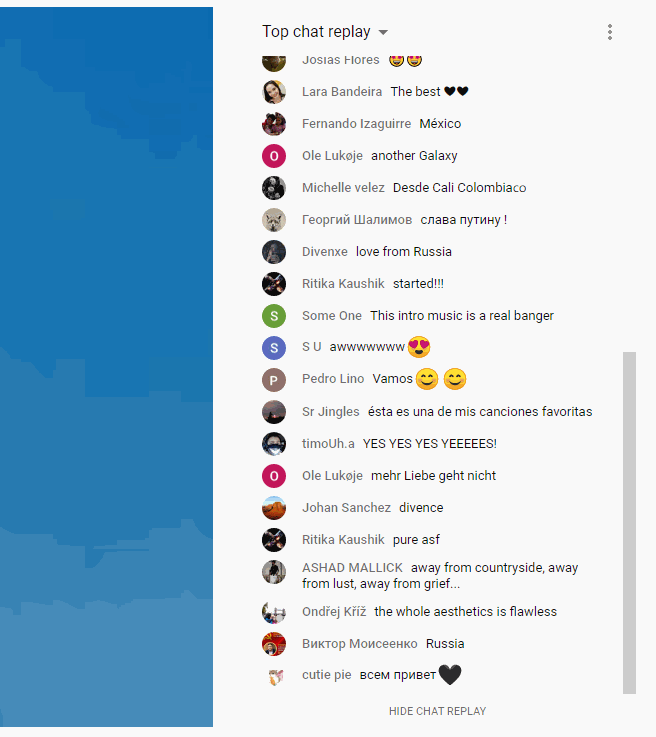 Top chat replay
Josias Flores 😍😍
Lara Bandeira The best 🖤🖤
Fernando Izaguirre México
O Ole Lukøje another Galaxy
Michelle velez Desde Cali Colombiaco
Георгий Шалимов слава путину !
Divenxe love from Russia
Ritika Kaushik started!!!
S Some One This intro music is a real banger
S S U awwwwwww😍
P Pedro Lino Vamos😊😊
Sr Jingles ésta es una de mis canciones favoritas
timoUh.a YES YES YES YEEEEES!
O Ole Lukøje mehr Liebe geht nicht
Johan Sanchez divence
Ritika Kaushik pure asf
ASHAD MALLICK away from countryside, away
from lust, away from grief...
Ondřej Kříž the whole aesthetics is flawless
Виктор Моисеенко Russia
cutie pie всем привет🖤
HIDE CHAT REPLAY